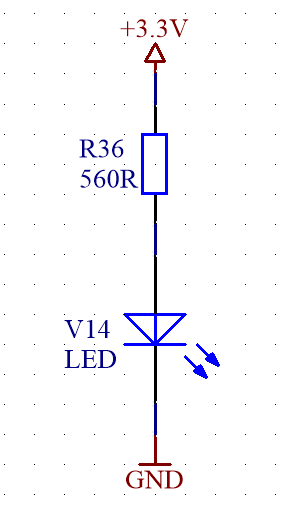 +3.3V
R36
560R
V14
LED
GND